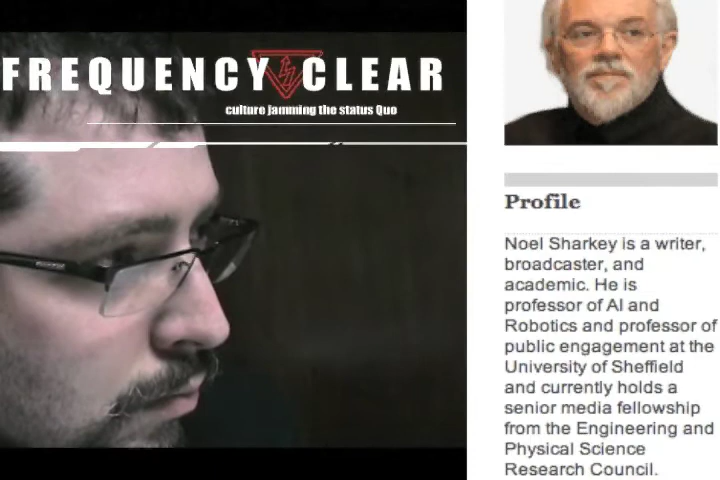 FREQUENCY CLEAR
culture jamming the status Quo
Profile
Noel Sharkey is a writer,
broadcaster, and
academic. He is
professor of AI and
Robotics and professor of
public engagement at the
University of Sheffield
and currently holds a
senior media fellowship
from the Engineering and
Physical Science
Research Council.